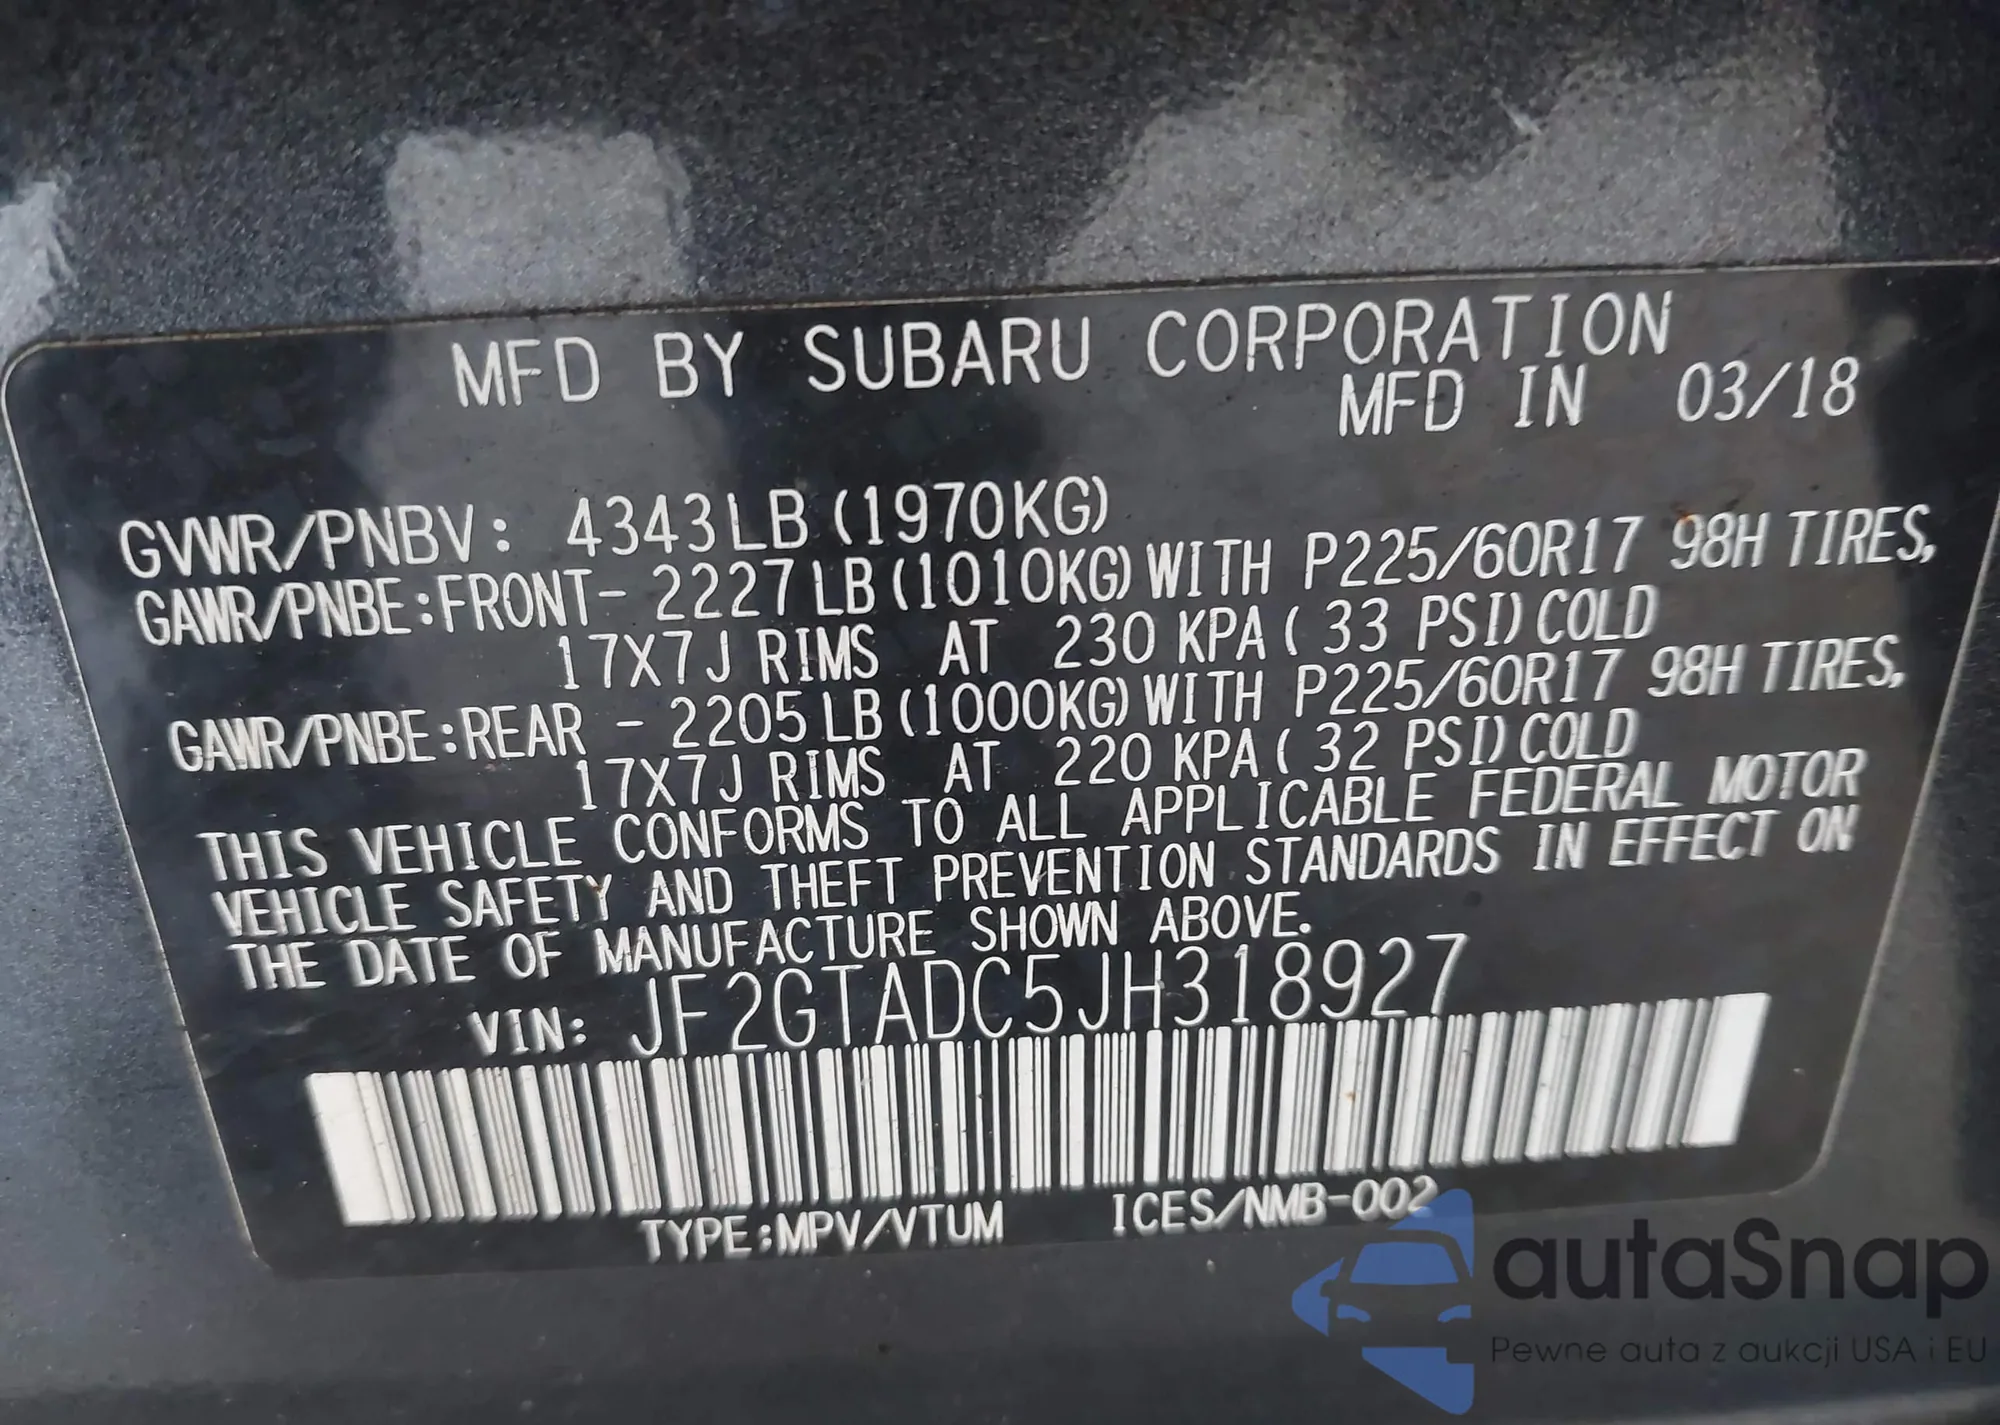 MFD BY SUBARU CORPORATION
MFD IN 03/18
GVWR/PNBV: 4343LB(1970KG)
GAWR/PNBE:FRONT- 2227LB(1010KG)WITH P225/60R17 98H TIRES,
17X7J RIMS AT 230 KPA( 33 PSI)COLD
GAWR/PNBE:REAR - 2205LB(1000KG)WITH P225/60R17 98H TIRES,
17X7J RIMS AT 220 KPA( 32 PSI)COLD
THIS VEHICLE CONFORMS TO ALL APPLICABLE FEDERAL MOTOR
VEHICLE SAFETY AND THEFT PREVENTION STANDARDS IN EFFECT ON
THE DATE OF MANUFACTURE SHOWN ABOVE.
VIN: JF2GTADC5JH318927
TYPE:MPV/VTUM ICES/NMB-002
autaSnap
Pewne auta z aukcji USA i EU